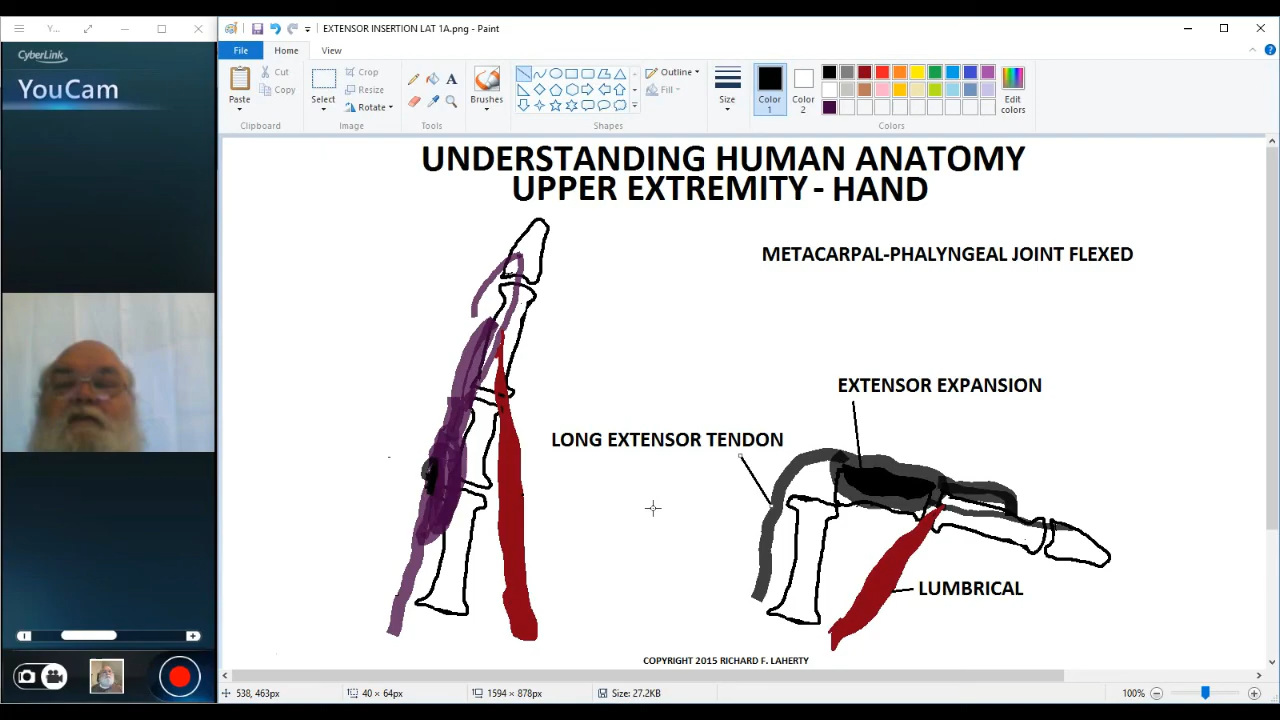 Y...
CyberLink
YouCam
EXTENSOR INSERTION LAT 1A.png - Paint
File
Home
View
Paste
Cut
Copy
Clipboard
Select
Crop
Resize
Rotate
Image
A
Tools
Brushes
Shapes
Outline
Fill
Size
Color
1
Color
2
Edit
colors
Colors
UNDERSTANDING HUMAN ANATOMY
UPPER EXTREMITY - HAND
METACARPAL-PHALYNGEAL JOINT FLEXED
EXTENSOR EXPANSION
LONG EXTENSOR TENDON
LUMBRICAL
COPYRIGHT 2015 RICHARD F. LAHERTY
538, 463px
40 × 64px
1594 × 878px
Size: 27.2KB
100%